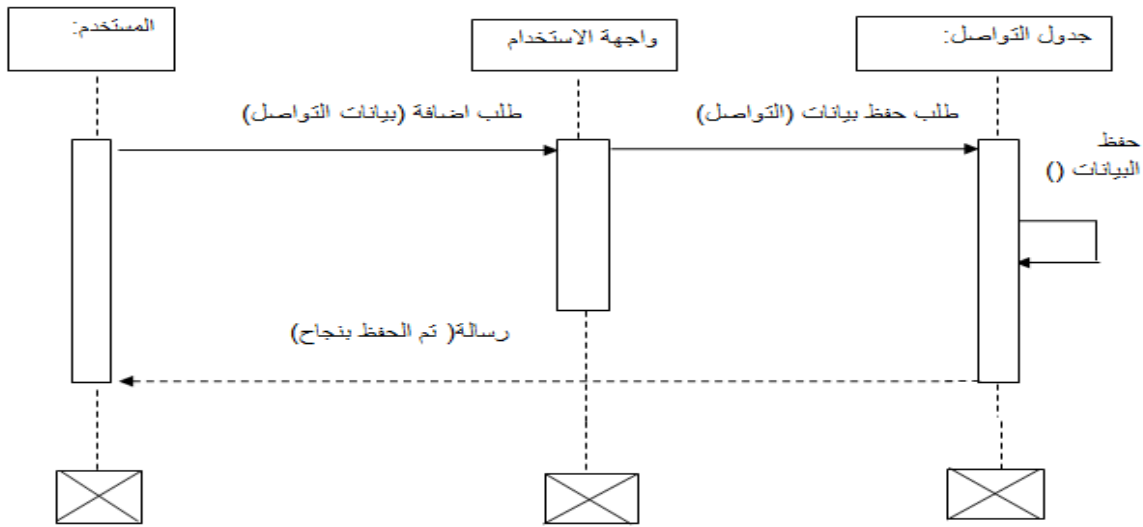 المستخدم:
واجهة الاستخدام
جدول التواصل:
طلب اضافة (بيانات التواصل)
طلب حفظ بيانات (التواصل)
حفظ
البيانات ()
رسالة( تم الحفظ بنجاح)